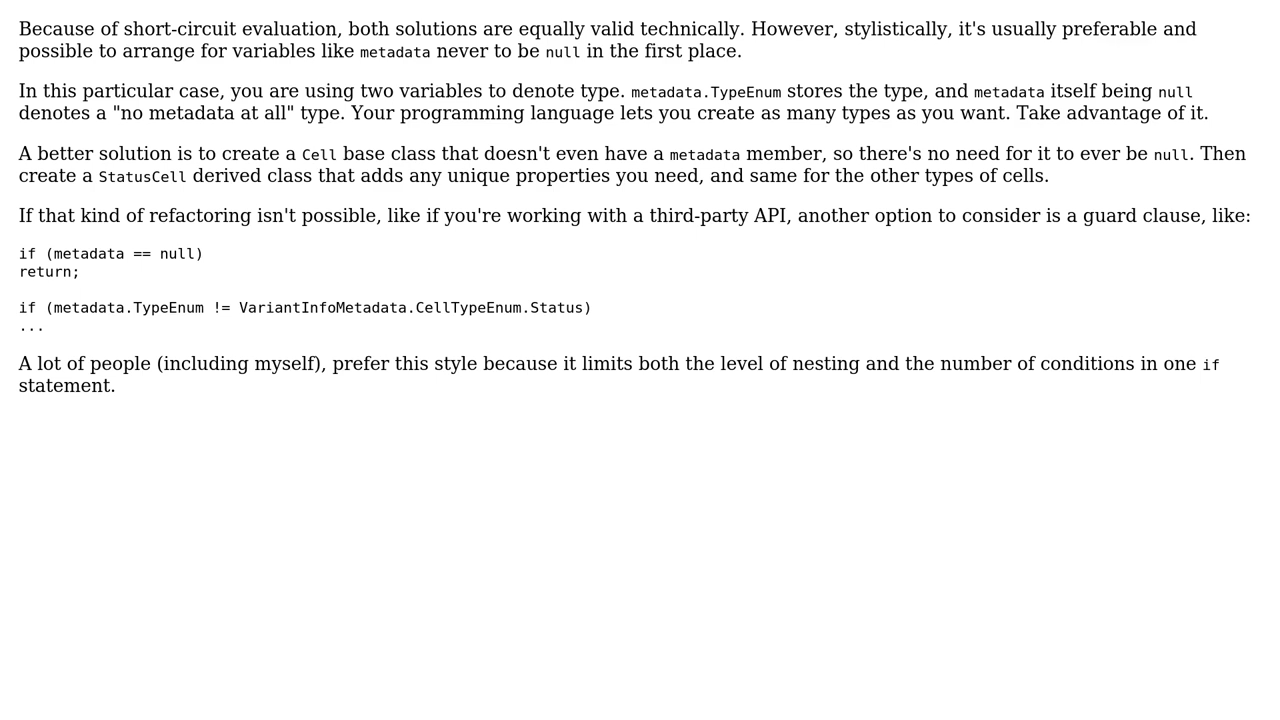 Because of short-circuit evaluation, both solutions are equally valid technically. However, stylistically, it's usually preferable and
possible to arrange for variables like metadata never to be null in the first place.
In this particular case, you are using two variables to denote type. metadata.TypeEnum stores the type, and metadata itself being null
denotes a "no metadata at all" type. Your programming language lets you create as many types as you want. Take advantage of it.
A better solution is to create a Cell base class that doesn't even have a metadata member, so there's no need for it to ever be null. Then
create a StatusCell derived class that adds any unique properties you need, and same for the other types of cells.
If that kind of refactoring isn't possible, like if you're working with a third-party API, another option to consider is a guard clause, like:
if (metadata == null)
return;
if (metadata.TypeEnum != VariantInfoMetadata.CellTypeEnum.Status)
...
A lot of people (including myself), prefer this style because it limits both the level of nesting and the number of conditions in one if
statement.